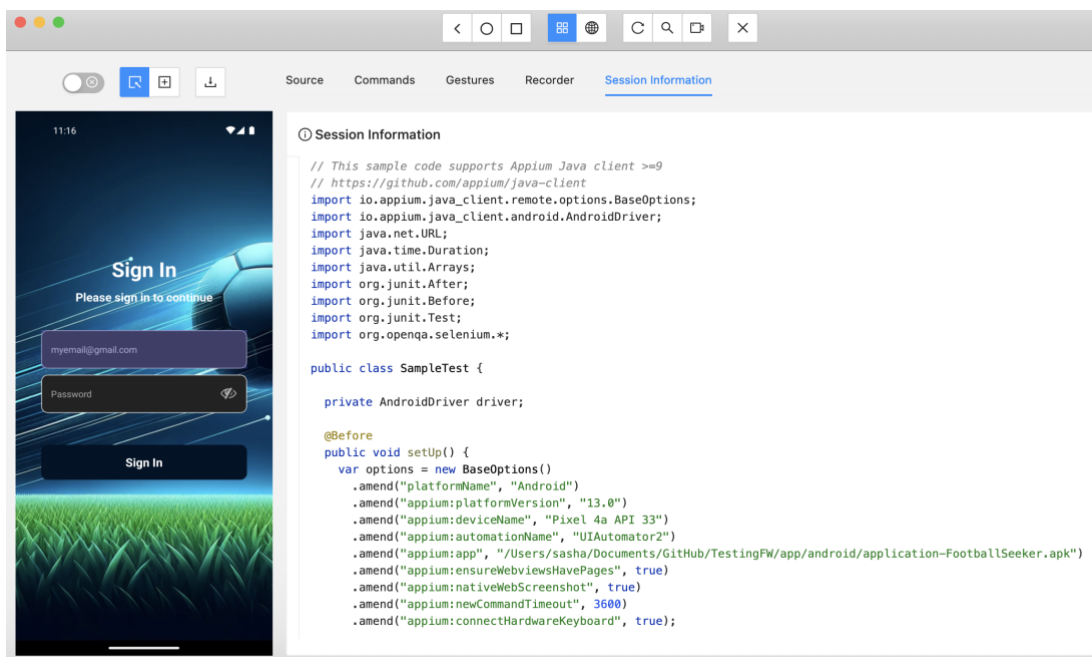 Source Commands Gestures Recorder Session Information
11:16
Sign In
Please sign in to continue
myemail@gmail.com
Password
Sign In
Session Information
// This sample code supports Appium Java client >=9
// https://github.com/appium/java-client
import io.appium.java_client.remote.options.BaseOptions;
import io.appium.java_client.android.AndroidDriver;
import java.net.URL;
import java.time.Duration;
import java.util.Arrays;
import org.junit.After;
import org.junit.Before;
import org.junit.Test;
import org.openqa.selenium.*;
public class SampleTest {
private AndroidDriver driver;
@Before
public void setUp() {
var options = new BaseOptions()
.amend("platformName", "Android")
.amend("appium:platformVersion", "13.0")
.amend("appium:deviceName", "Pixel 4a API 33")
.amend("appium:automationName", "UIAutomator2")
.amend("appium:app", "/Users/sasha/Documents/GitHub/TestingFW/app/android/application-FootballSeeker.apk")
.amend("appium:ensureWebviewsHavePages", true)
.amend("appium:nativeWebScreenshot", true)
.amend("appium:newCommandTimeout", 3600)
.amend("appium:connectHardwareKeyboard", true);